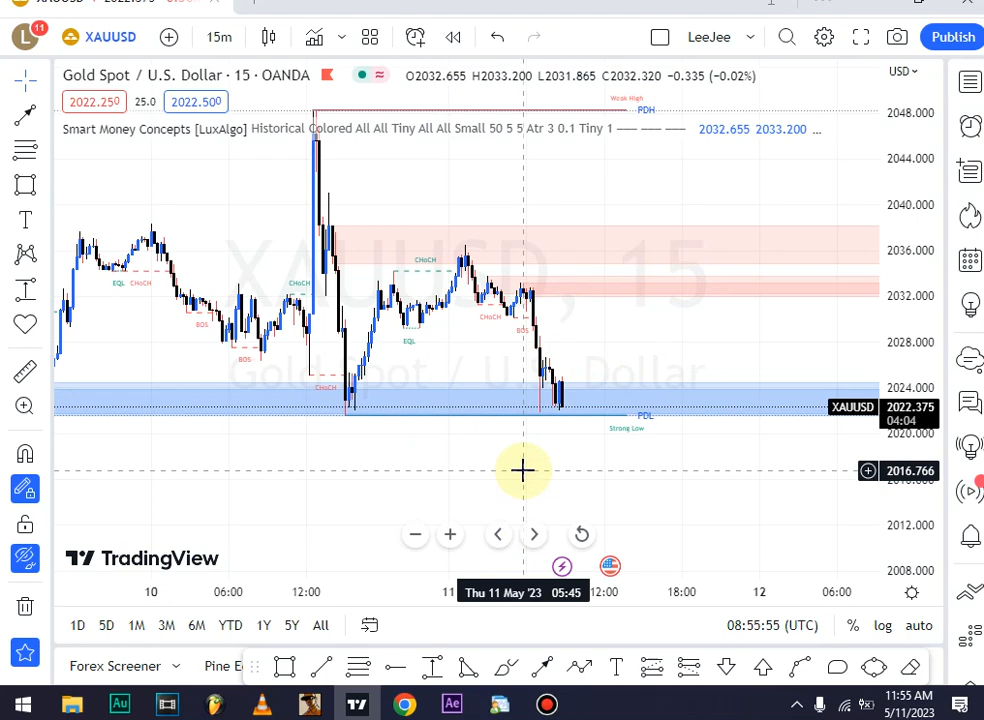 L 11 XAUUSD 15m LeeJee Publish
Gold Spot / U.S. Dollar · 15 · OANDA O2032.655 H2033.200 L2031.865 C2032.320 -0.335 (-0.02%) USD
2022.250 25.0 2022.500
Weak High
PDH
2048.000
Smart Money Concepts [LuxAlgo] Historical Colored All All Tiny All All Small 50 5 5 Atr 3 0.1 Tiny 1 — — — 2032.655 2033.200 ...
2044.000
2040.000
XAUUSD, 15
2036.000
CHoCH
EQL CHoCH
CHoCH
2032.000
CHoCH
BOS
BOS
EQL
2028.000
BOS
Gold Spot / U.S. Dollar
CHoCH
2024.000
XAUUSD 2022.375
04:04
PDL
Strong Low
2020.000
2016.766
2012.000
TradingView
2008.000
10 06:00 12:00 11 Thu 11 May '23 05:45 12:00 18:00 12 06:00
1D 5D 1M 3M 6M YTD 1Y 5Y All 08:55:55 (UTC) % log auto
Forex Screener Pine E
11:55 AM
5/11/2023